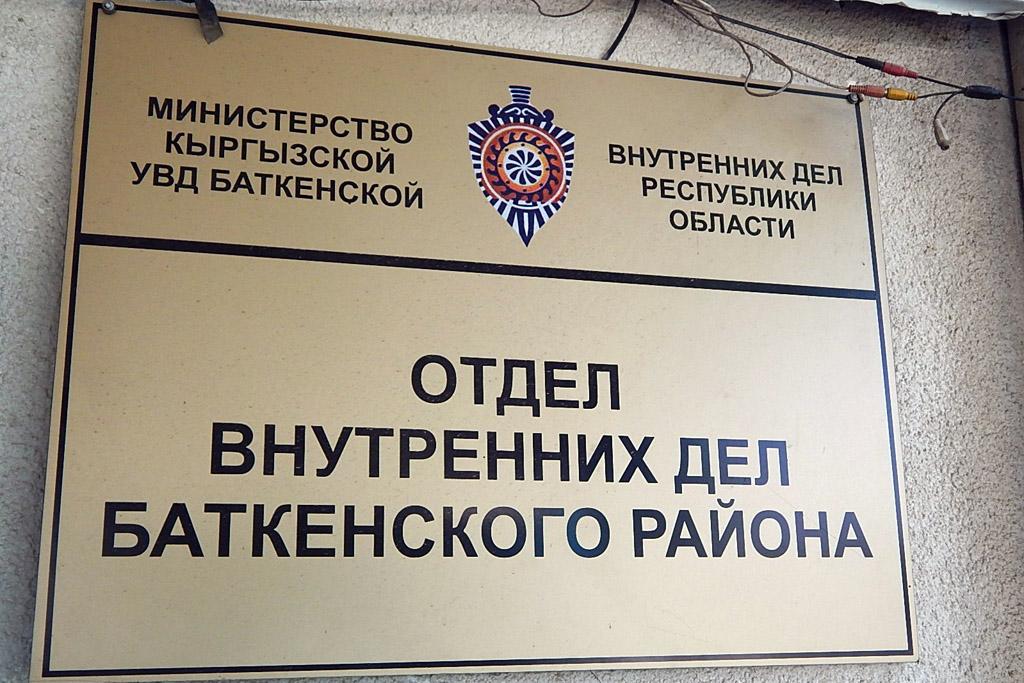 МИНИСТЕРСТВО ВНУТРЕННИХ ДЕЛ
КЫРГЫЗСКОЙ РЕСПУБЛИКИ
УВД БАТКЕНСКОЙ ОБЛАСТИ
ОТДЕЛ
ВНУТРЕННИХ ДЕЛ
БАТКЕНСКОГО РАЙОНА